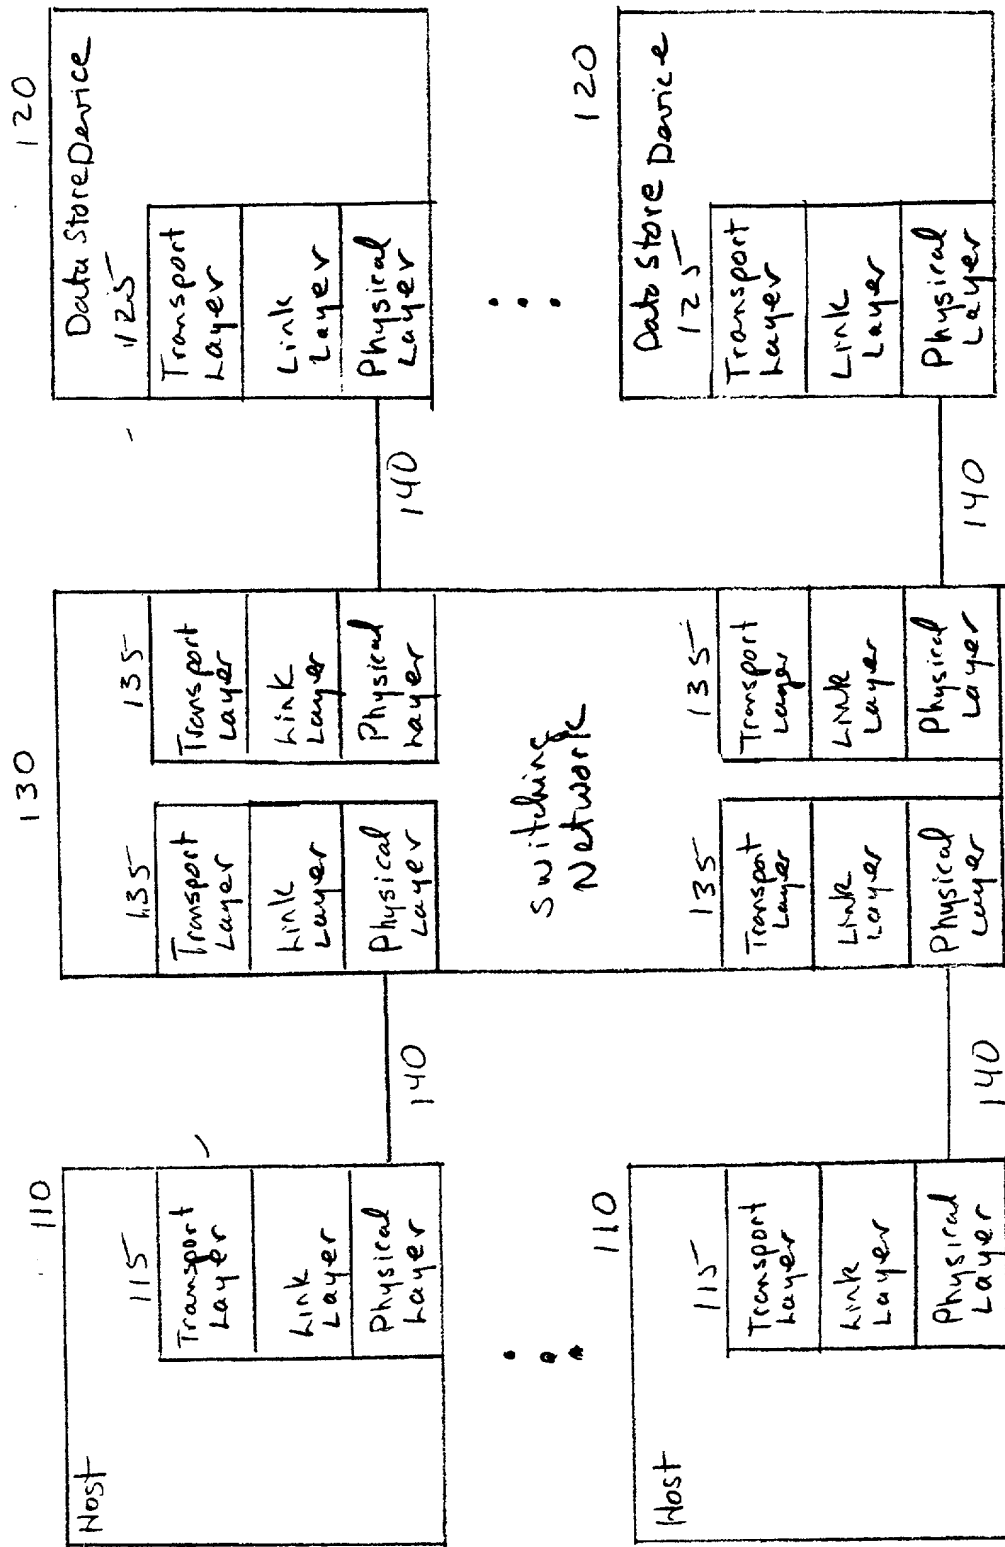 110
Host
115
Transport
Layer
Link
Layer
Physical
Layer
140
130
135
Transport
Layer
Link
Layer
Physical
Layer
135
Transport
Layer
Link
Layer
Physical
Layer
140
120
Data Store Device
125
Transport
Layer
Link
Layer
Physical
Layer
Switching
Network
110
Host
115
Transport
Layer
Link
Layer
Physical
Layer
140
135
Transport
Layer
Link
Layer
Physical
Layer
135
Transport
Layer
Link
Layer
Physical
Layer
140
120
Data Store Device
125
Transport
Layer
Link
Layer
Physical
Layer